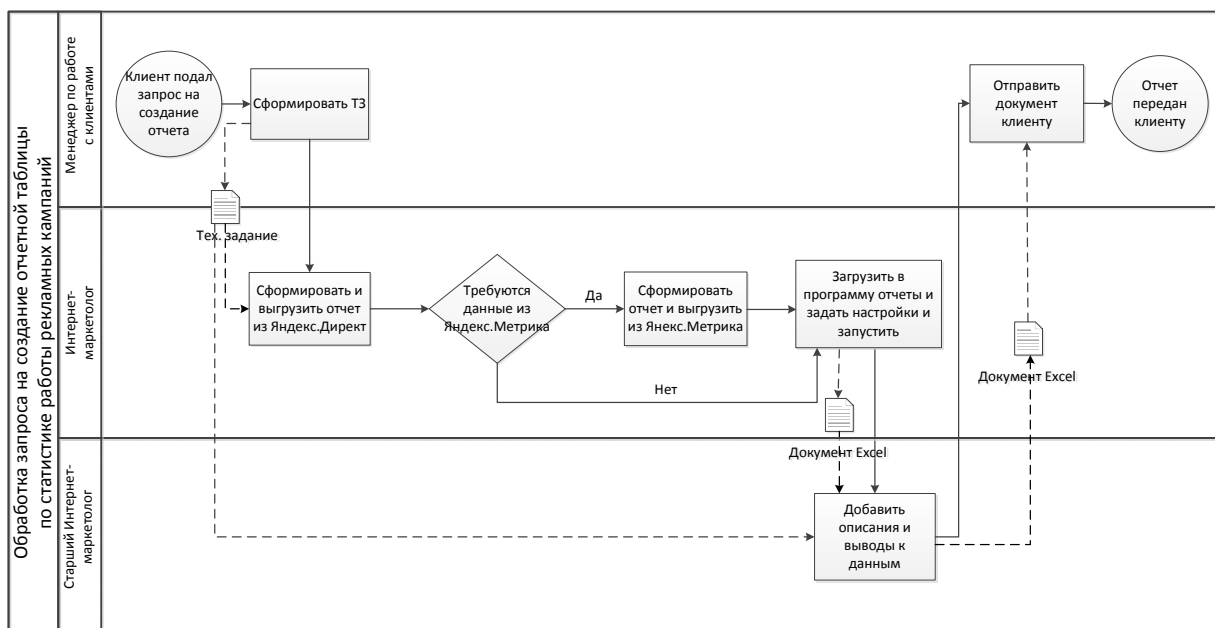 Обработка запроса на создание отчетной таблицы
по статистике работы рекламных кампаний
Менеджер по работе
с клиентами
Клиент подал
запрос на
создание
отчета
Сформировать ТЗ
Отправить
документ
клиенту
Отчет
передан
клиенту
Тех. задание
Интернет-
маркетолог
Сформировать и
выгрузить отчет
из Яндекс.Директ
Требуются
данные из
Яндекс.Метрика
Да
Сформировать
отчет и выгрузить
из Янекс.Метрика
Загрузить в
программу отчеты и
задать настройки и
запустить
Нет
Документ Excel
Документ Excel
Старший Интернет-
маркетолог
Добавить
описания и
выводы к
данным